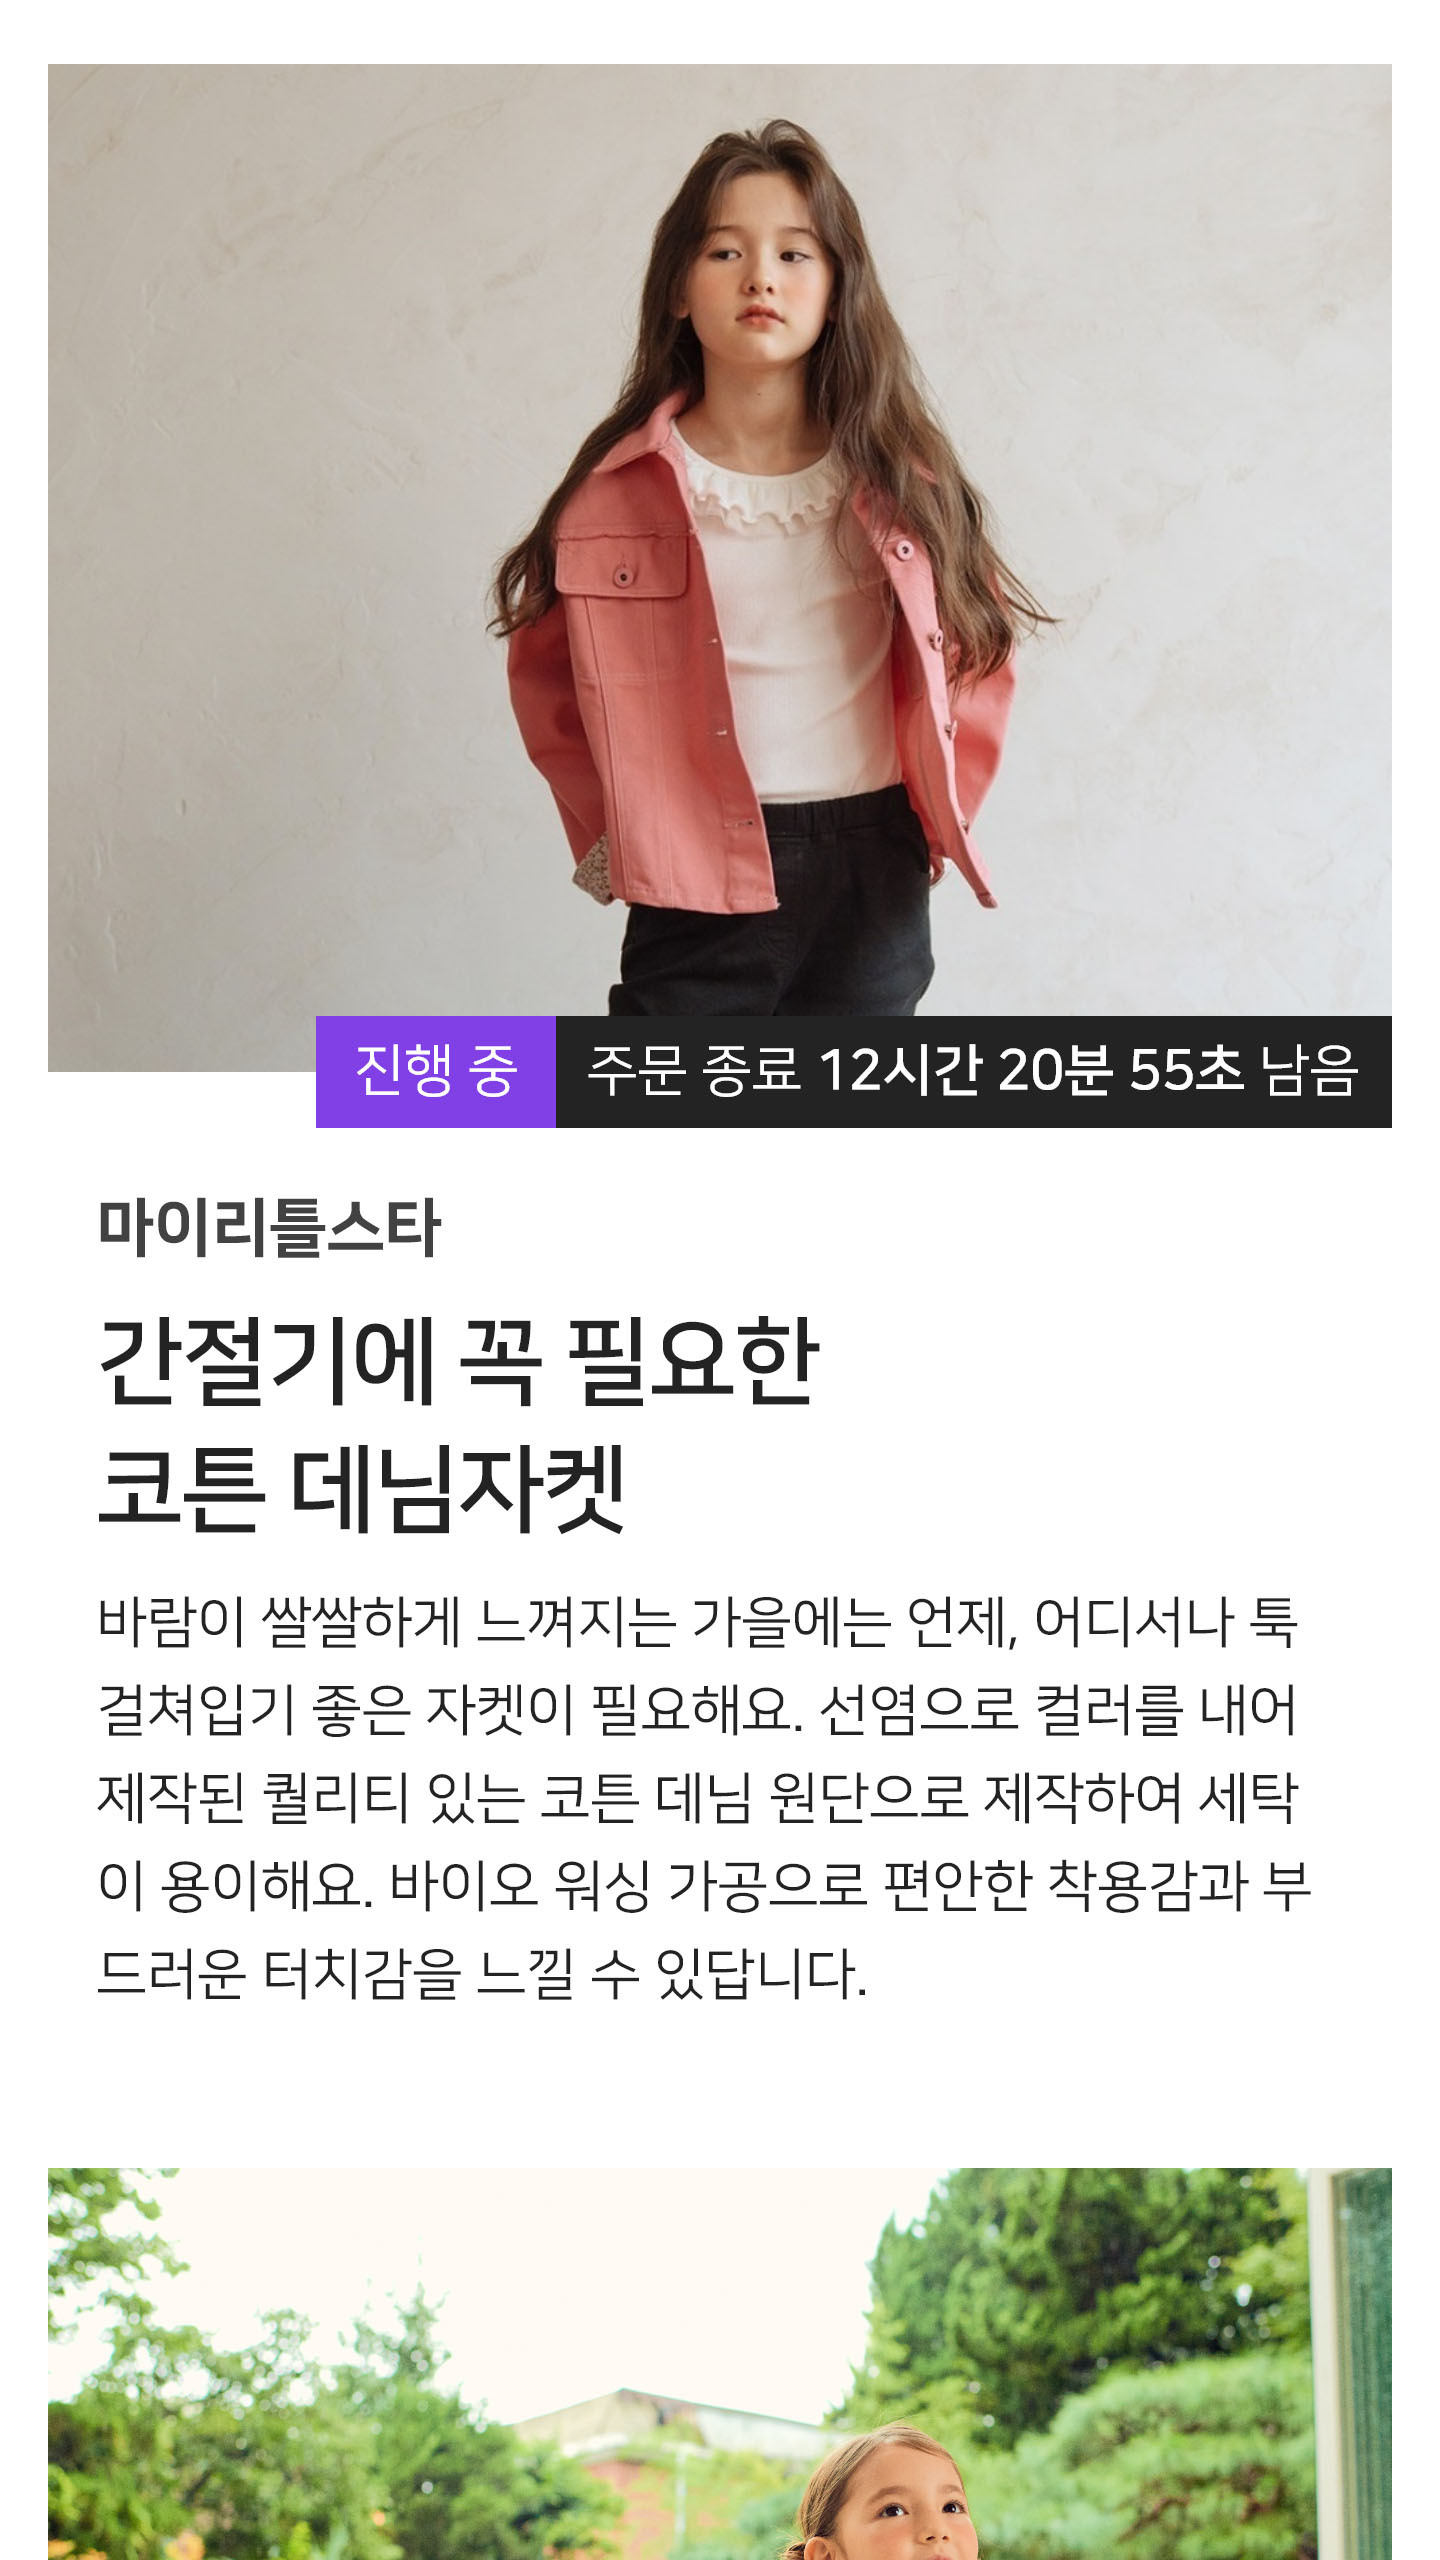 진행 중 주문 종료 12시간 20분 55초 남음
마이리틀스타
간절기에 꼭 필요한
코튼 데님자켓
바람이 쌀쌀하게 느껴지는 가을에는 언제, 어디서나 툭
걸쳐입기 좋은 자켓이 필요해요. 선염으로 컬러를 내어
제작된 퀄리티 있는 코튼 데님 원단으로 제작하여 세탁
이 용이해요. 바이오 워싱 가공으로 편안한 착용감과 부
드러운 터치감을 느낄 수 있답니다.